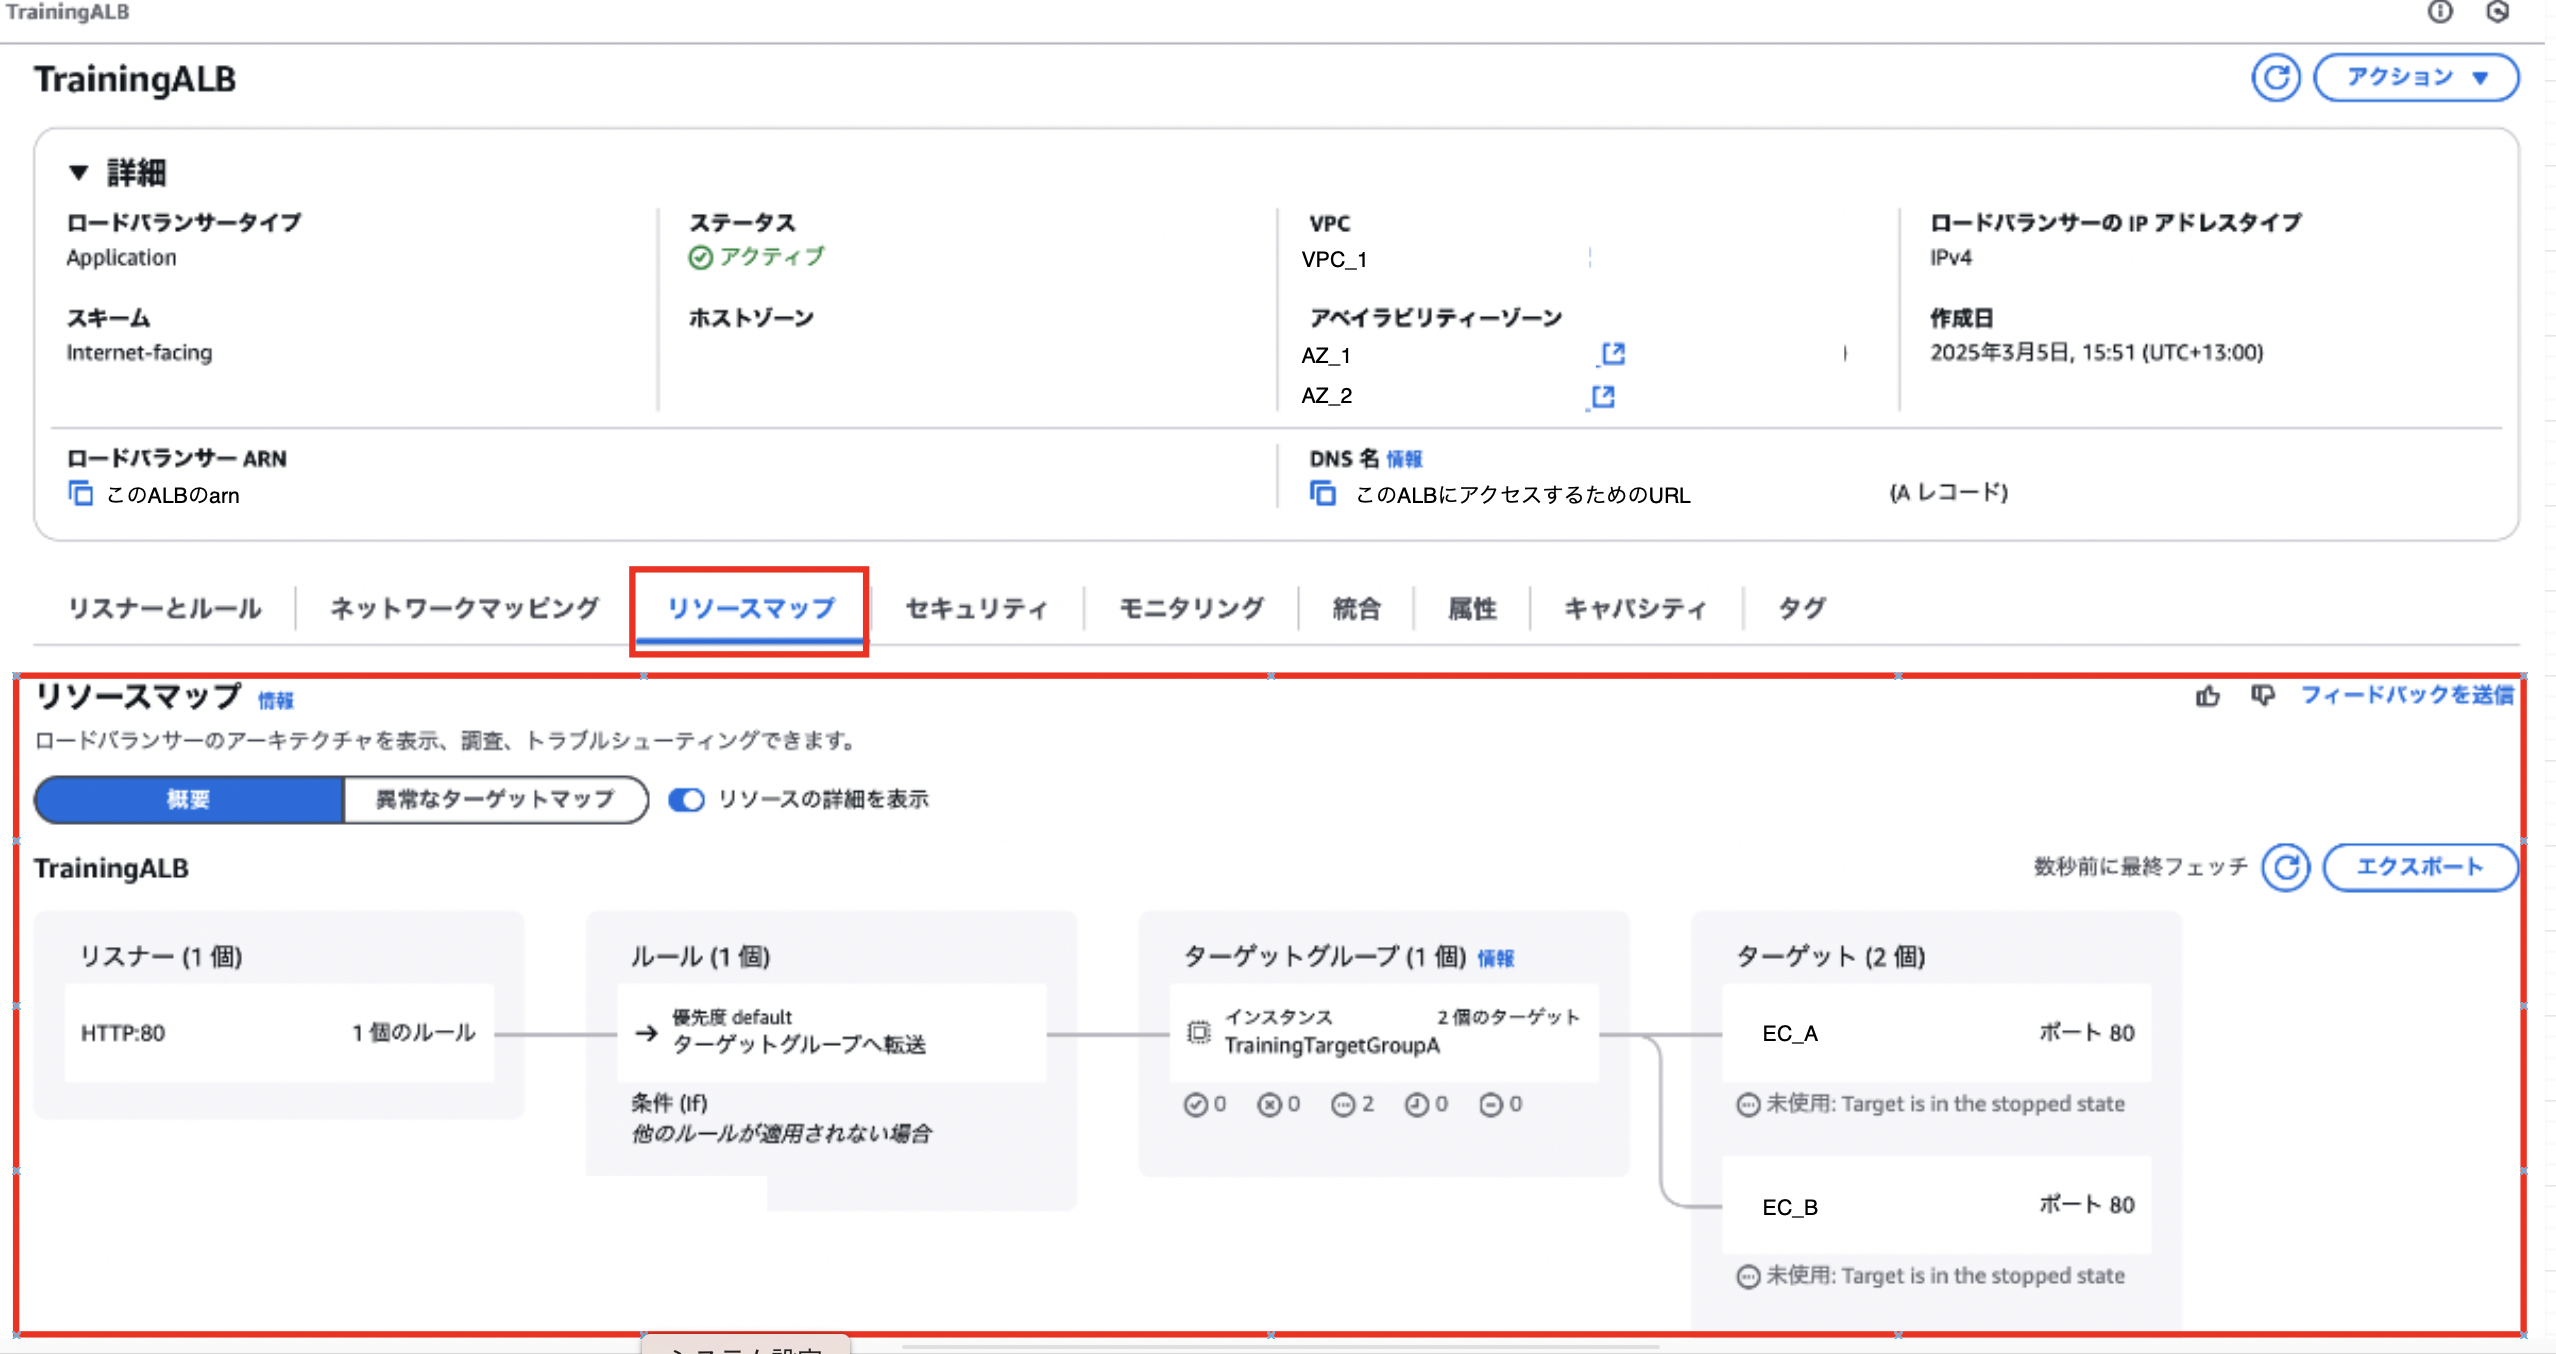 TrainingALB
TrainingALB
アクション ▼
▼ 詳細
ロードバランサータイプ
Application
ステータス
アクティブ
VPC
VPC_1
ロードバランサーの IP アドレスタイプ
IPv4
スキーム
Internet-facing
ホストゾーン
アベイラビリティーゾーン
AZ_1
AZ_2
作成日
2025年3月5日, 15:51 (UTC+13:00)
ロードバランサー ARN
このALBのarn
DNS 名 情報
このALBにアクセスするためのURL
(A レコード)
リスナーとルール
ネットワークマッピング
リソースマップ
セキュリティ
モニタリング
統合
属性
キャパシティ
タグ
リソースマップ 情報
フィードバックを送信
ロードバランサーのアーキテクチャを表示、調査、トラブルシューティングできます。
概要
異常なターゲットマップ
リソースの詳細を表示
TrainingALB
数秒前に最終フェッチ
エクスポート
リスナー (1 個)
HTTP:80
1 個のルール
ルール (1 個)
優先度 default
ターゲットグループへ転送
条件 (If)
他のルールが適用されない場合
ターゲットグループ (1 個) 情報
インスタンス
2 個のターゲット
TrainingTargetGroupA
0 0 2 0 0
ターゲット (2 個)
EC_A
ポート 80
未使用: Target is in the stopped state
EC_B
ポート 80
未使用: Target is in the stopped state